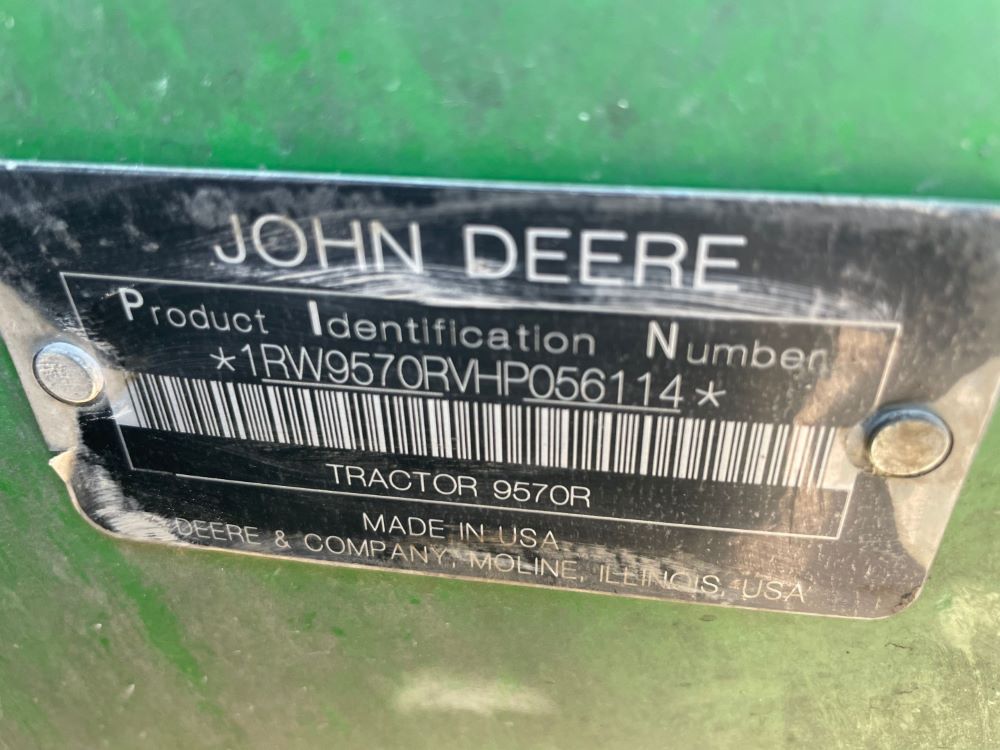 JOHN DEERE
Product Identification Number
*1RW9570RVHP056114*
TRACTOR 9570R
MADE IN USA
DEERE & COMPANY, MOLINE, ILLINOIS, USA